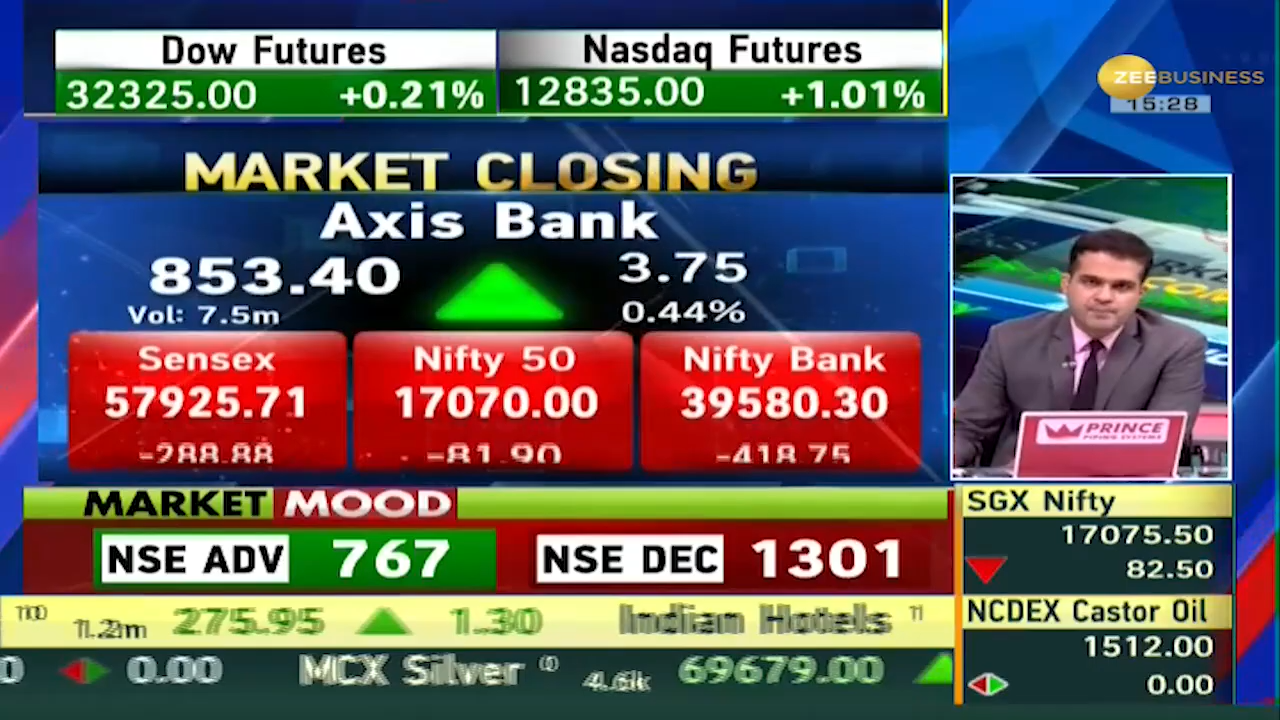 Dow Futures
32325.00 +0.21%
Nasdaq Futures
12835.00 +1.01%
ZEEBUSINESS
15:28
MARKET CLOSING
Axis Bank
853.40
3.75
Vol: 7.5m
0.44%
Sensex
57925.71
-288.88
Nifty 50
17070.00
-81.90
Nifty Bank
39580.30
-418.75
PRINCE
PIPING SYSTEMS
MARKET MOOD
NSE ADV 767
NSE DEC 1301
SGX Nifty
17075.50
82.50
NCDEX Castor Oil
1512.00
0.00
275.95 1.30 Indian Hotels
0.00 MCX Silver 4.6k 69679.00